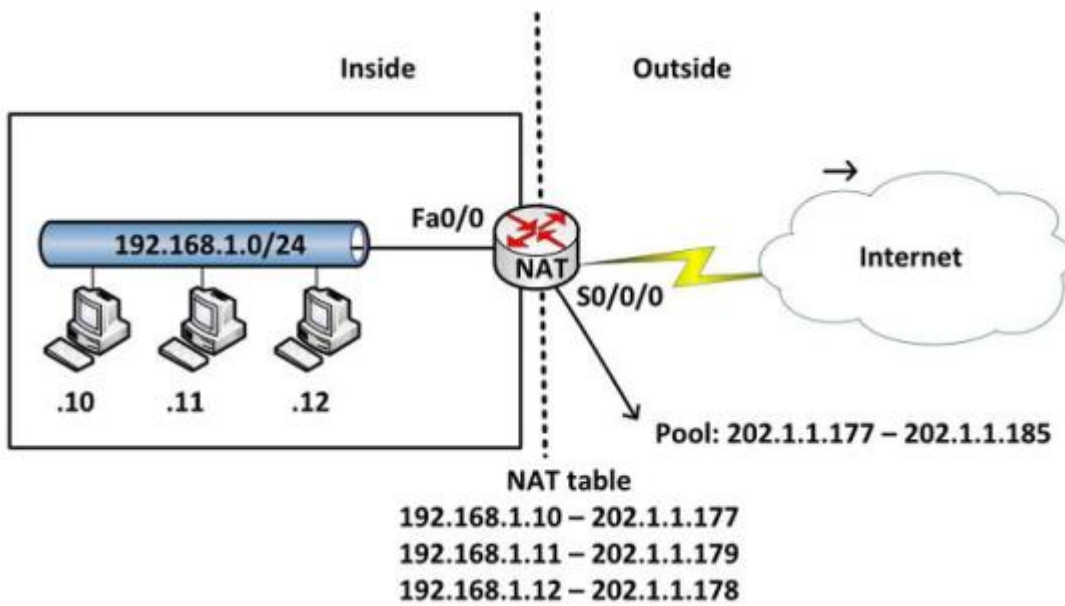 Inside
Outside
Fa0/0
192.168.1.0/24
NAT
Internet
S0/0/0
.10
.11
.12
Pool: 202.1.1.177 – 202.1.1.185
NAT table
192.168.1.10 – 202.1.1.177
192.168.1.11 – 202.1.1.179
192.168.1.12 – 202.1.1.178